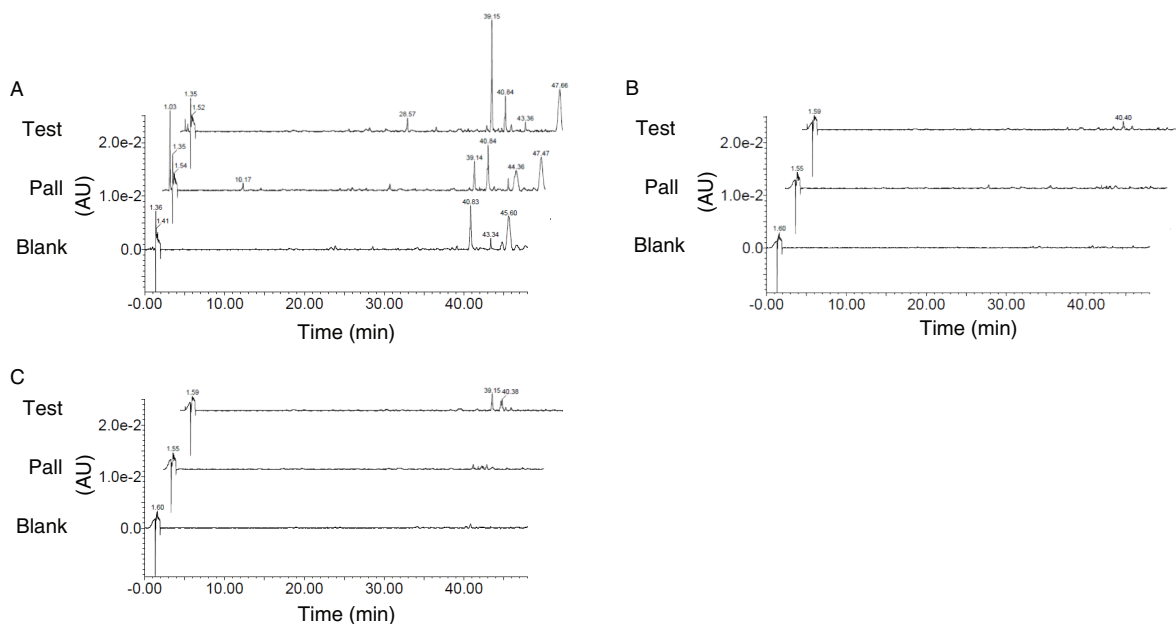 A
Test
Pall
Blank
2.0e-2
1.0e-2
0.0
(AU)
1.03
1.35
1.52
28.57
39.15
40.84
43.36
47.66
1.35
1.54
10.17
39.14
40.84
44.36
47.47
1.36
1.41
40.83
43.34
45.60
-0.00 10.00 20.00 30.00 40.00
Time (min)
B
Test
Pall
Blank
2.0e-2
1.0e-2
0.0
(AU)
1.59
40.40
1.55
1.60
-0.00 10.00 20.00 30.00 40.00
Time (min)
C
Test
Pall
Blank
2.0e-2
1.0e-2
0.0
(AU)
1.59
39.15
40.38
1.55
1.60
-0.00 10.00 20.00 30.00 40.00
Time (min)